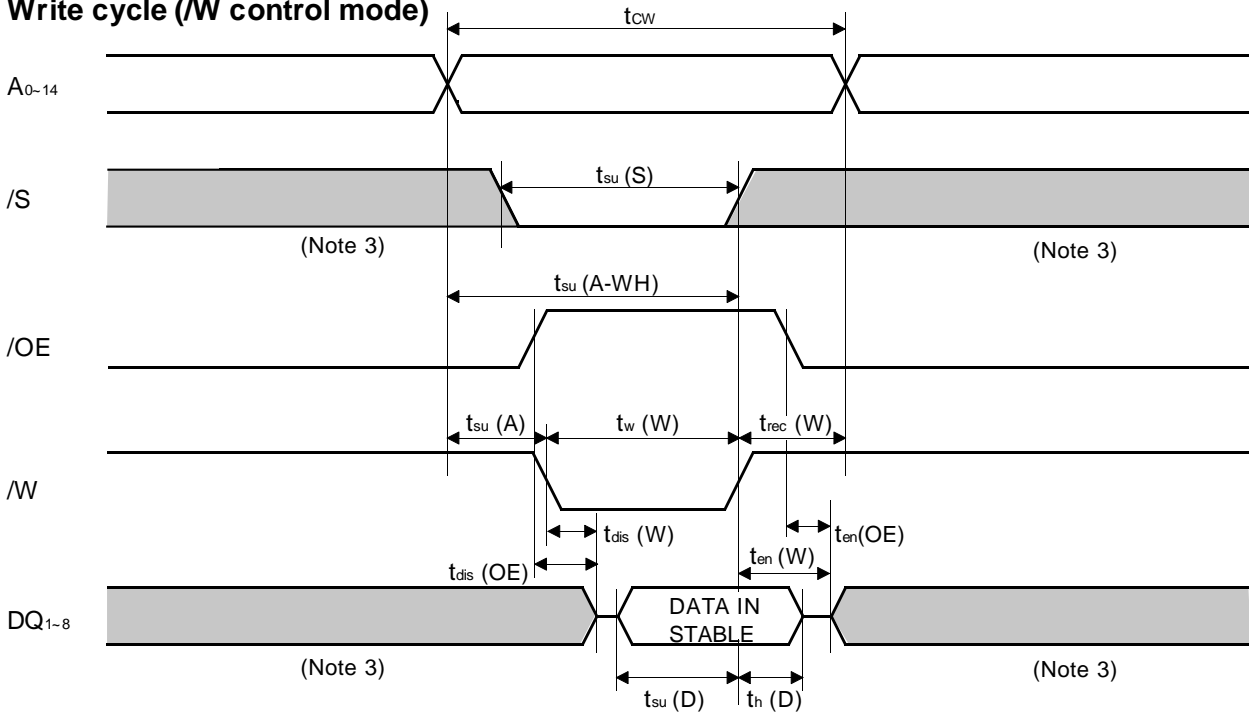 Write cycle (/W control mode)
tCW
A0~14
/S
tsu (S)
(Note 3)
(Note 3)
tsu (A-WH)
/OE
tsu (A)
tw (W)
trec (W)
/W
tdis (W)
ten(OE)
ten (W)
tdis (OE)
DQ1~8
DATA IN
STABLE
(Note 3)
(Note 3)
tsu (D)
th (D)